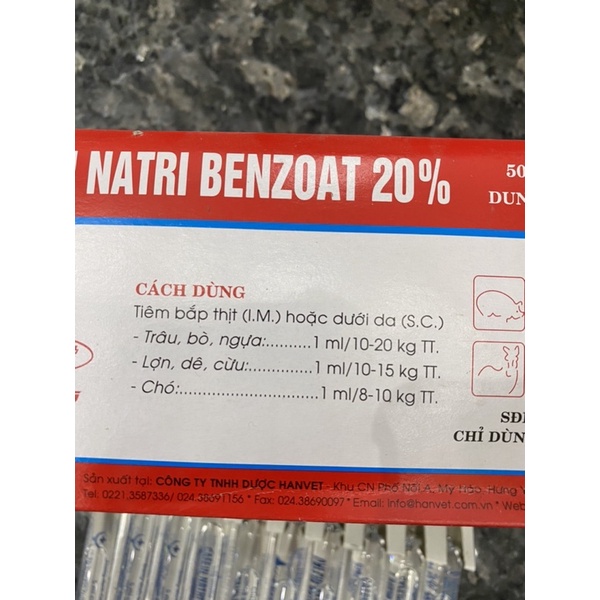 NATRI BENZOAT 20%
50
DUN
CÁCH DÙNG
Tiêm bắp thịt (I.M.) hoặc dưới da (S.C.)
- Trâu, bò, ngựa:..........1 ml/10-20 kg TT.
- Lợn, dê, cừu:..............1 ml/10-15 kg TT.
- Chó:..............................1 ml/8-10 kg TT.
SĐ
CHỈ DÙN
Sản xuất tại: CÔNG TY TNHH DƯỢC HANVET - Khu CN Phố Nối A, Mỹ Hào, Hưng Y
Tel. 0221.3587336/ 024.38691156 * Fax: 024.38690097 * Email: info@hanvet.com.vn * Web